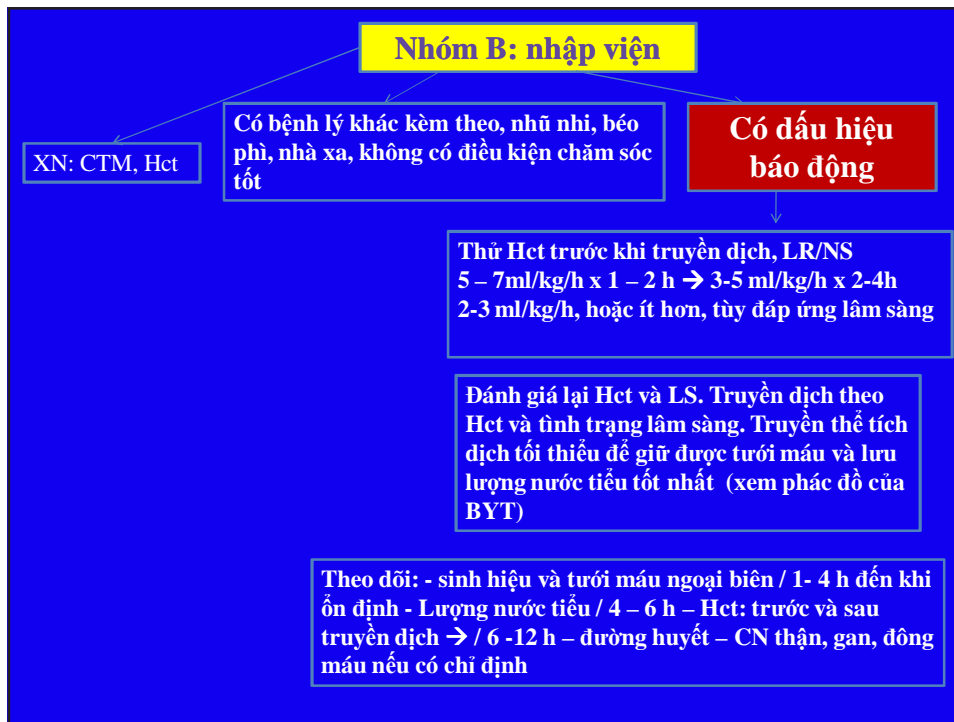 Nhóm B: nhập viện
XN: CTM, Hct
Có bệnh lý khác kèm theo, nhũ nhi, béo
phì, nhà xa, không có điều kiện chăm sóc
tốt
Có dấu hiệu
báo động
Thử Hct trước khi truyền dịch, LR/NS
5 – 7ml/kg/h x 1 – 2 h → 3-5 ml/kg/h x 2-4h
2-3 ml/kg/h, hoặc ít hơn, tùy đáp ứng lâm sàng
Đánh giá lại Hct và LS. Truyền dịch theo
Hct và tình trạng lâm sàng. Truyền thể tích
dịch tối thiểu để giữ được tưới máu và lưu
lượng nước tiểu tốt nhất (xem phác đồ của
BYT)
Theo dõi: - sinh hiệu và tưới máu ngoại biên / 1- 4 h đến khi
ổn định - Lượng nước tiểu / 4 – 6 h – Hct: trước và sau
truyền dịch → / 6 -12 h – đường huyết – CN thận, gan, đông
máu nếu có chỉ định